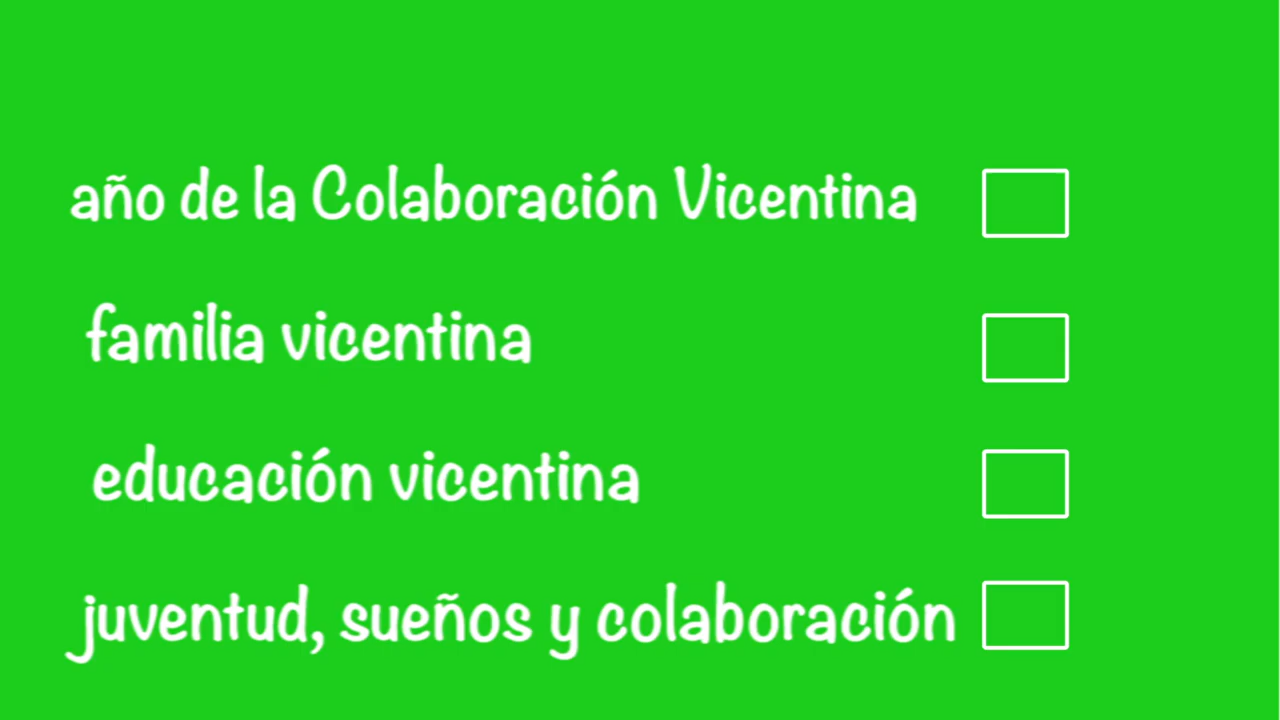 año de la Colaboración Vicentina
familia vicentina
educación vicentina
juventud, sueños y colaboración